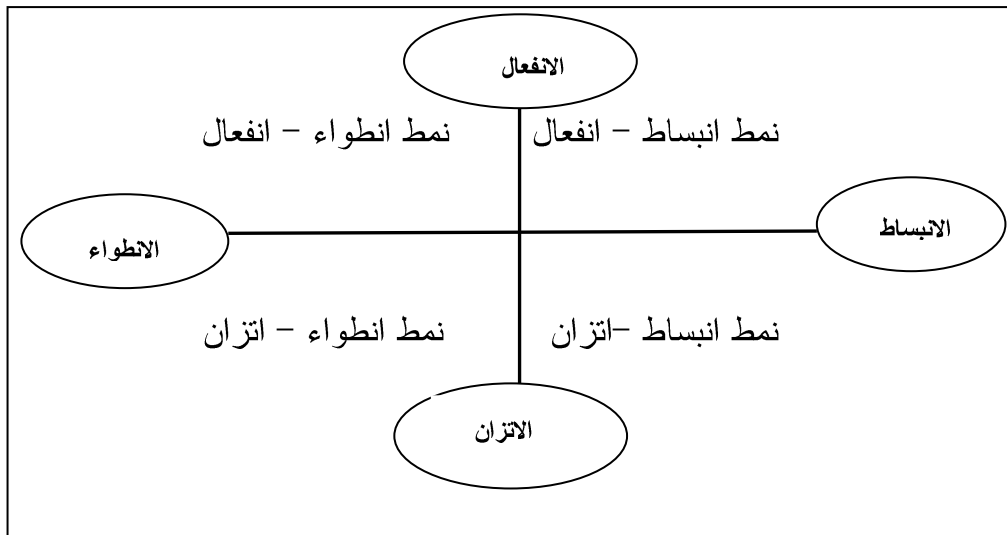 الانفعال
نمط انبساط – انفعال
نمط انطواء – انفعال
الانبساط
الانطواء
نمط انبساط –اتزان
نمط انطواء – اتزان
الاتزان